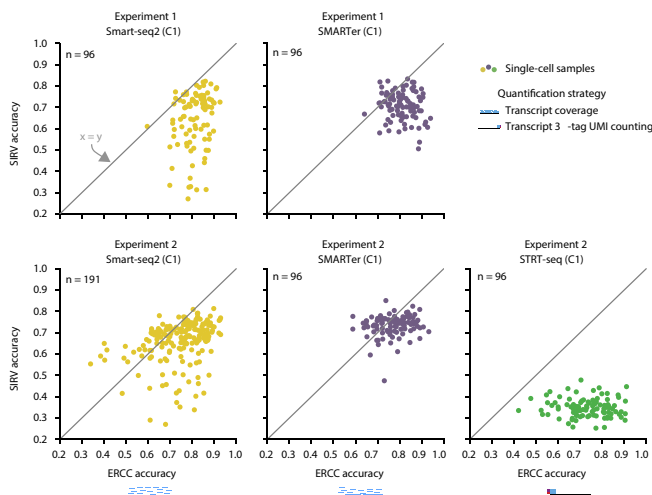 Experiment 1
Smart-seq2 (C1)
Experiment 1
SMARTer (C1)
1.0
0.9
0.8
0.7
0.6
0.5
0.4
0.3
0.2
SIRV accuracy
n = 96
x = y
n = 96
Single-cell samples
Quantification strategy
Transcript coverage
Transcript 3 -tag UMI counting
Experiment 2
Smart-seq2 (C1)
Experiment 2
SMARTer (C1)
Experiment 2
STRT-seq (C1)
1.0
0.9
0.8
0.7
0.6
0.5
0.4
0.3
0.2
SIRV accuracy
n = 191
n = 96
n = 96
0.2 0.3 0.4 0.5 0.6 0.7 0.8 0.9 1.0
0.2 0.3 0.4 0.5 0.6 0.7 0.8 0.9 1.0
0.2 0.3 0.4 0.5 0.6 0.7 0.8 0.9 1.0
ERCC accuracy
ERCC accuracy
ERCC accuracy